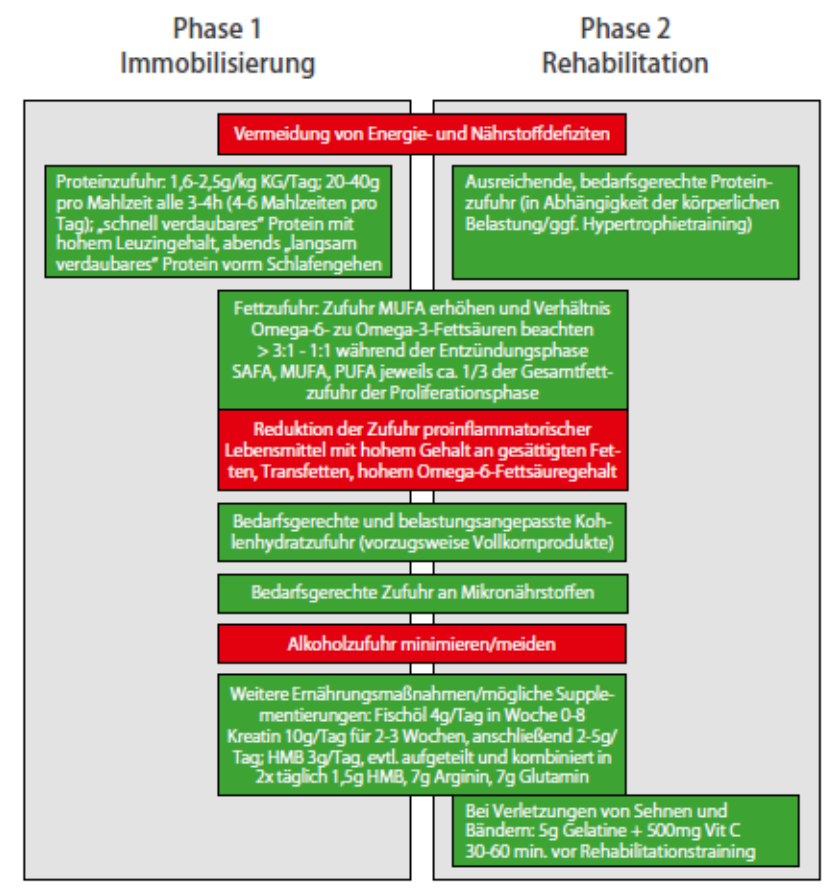 Phase 1
Immobilisierung
Phase 2
Rehabilitation
Vermeidung von Energie- und Nährstoffdefiziten
Proteinzufuhr: 1,6-2,5g/kg KG/Tag; 20-40g
pro Mahlzeit alle 3-4h (4-6 Mahlzeiten pro
Tag); „schnell verdaubares" Protein mit
hohem Leuzingehalt, abends „langsam
verdaubares" Protein vorm Schlafengehen
Ausreichende, bedarfsgerechte Protein-
zufuhr (in Abhängigkeit der körperlichen
Belastung/ggf. Hypertrophietraining)
Fettzufuhr: Zufuhr MUFA erhöhen und Verhältnis
Omega-6- zu Omega-3-Fettsäuren beachten
> 3:1 - 1:1 während der Entzündungsphase
SAFA, MUFA, PUFA jeweils ca. 1/3 der Gesamtfett-
zufuhr der Proliferationsphase
Reduktion der Zufuhr proinflammatorischer
Lebensmittel mit hohem Gehalt an gesättigten Fet-
ten, Transfetten, hohem Omega-6-Fettsäuregehalt
Bedarfsgerechte und belastungsangepasste Koh-
lenhydratzufuhr (vorzugsweise Vollkornprodukte)
Bedarfsgerechte Zufuhr an Mikronährstoffen
Alkoholzufuhr minimieren/meiden
Weitere Ernährungsmaßnahmen/mögliche Supple-
mentierungen: Fischöl 4g/Tag in Woche 0-8
Kreatin 10g/Tag für 2-3 Wochen, anschließend 2-5g/
Tag; HMB 3g/Tag, evtl. aufgeteilt und kombiniert in
2x täglich 1,5g HMB, 7g Arginin, 7g Glutamin
Bei Verletzungen von Sehnen und
Bändern: 5g Gelatine + 500mg Vit C
30-60 min. vor Rehabilitationstraining